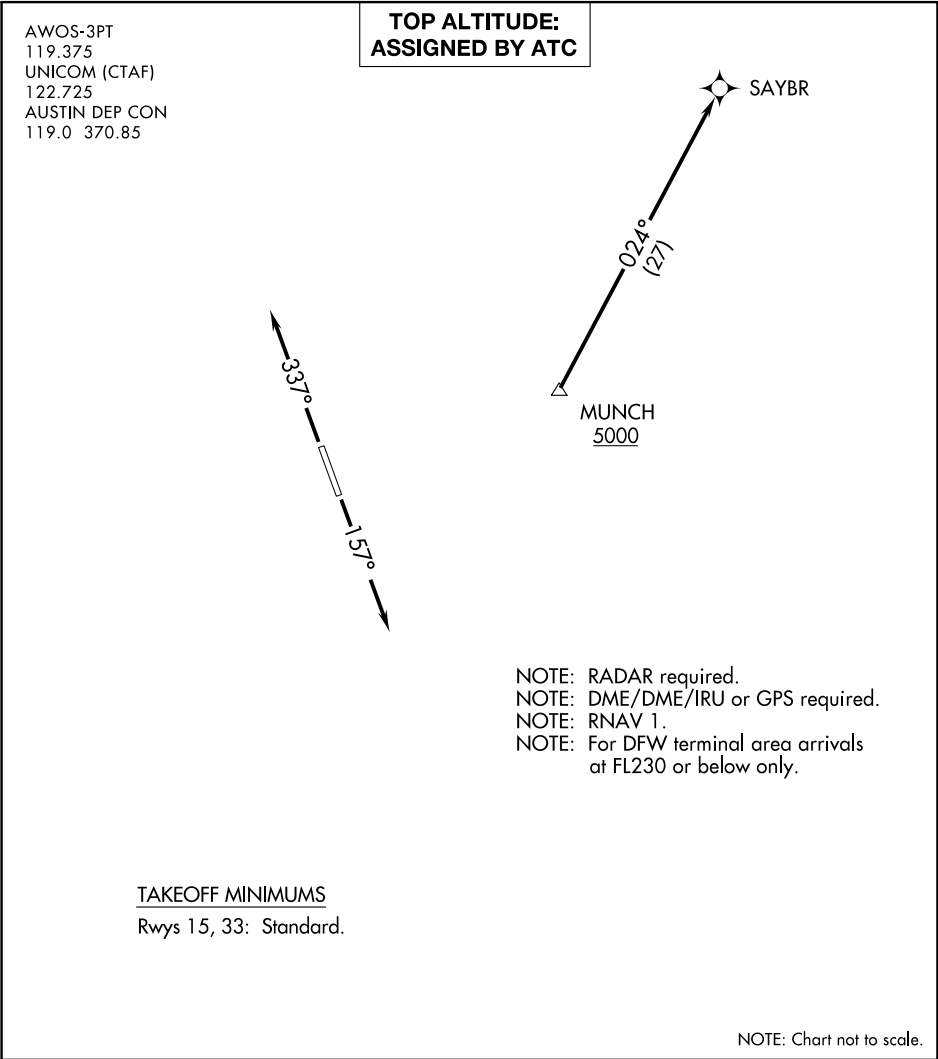 AWOS-3PT
119.375
UNICOM (CTAF)
122.725
AUSTIN DEP CON
119.0 370.85
TOP ALTITUDE:
ASSIGNED BY ATC
SAYBR
024°
(27)
MUNCH
5000
337°
157°
NOTE: RADAR required.
NOTE: DME/DME/IRU or GPS required.
NOTE: RNAV 1.
NOTE: For DFW terminal area arrivals
at FL230 or below only.
TAKEOFF MINIMUMS
Rwys 15, 33: Standard.
NOTE: Chart not to scale.